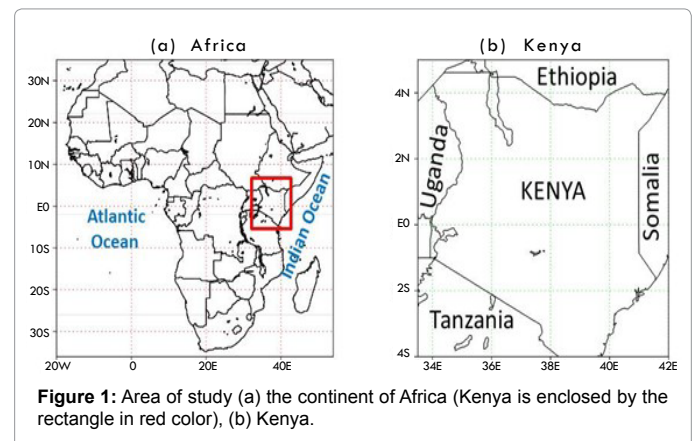 (a) Africa
30N
20N
10N
E0
10S
20S
30S
20W 0 20E 40E
Atlantic
Ocean
Indian Ocean
(b) Kenya
4N
2N
E0
2S
4S
34E 36E 38E 40E 42E
Ethiopia
Uganda
KENYA
Somalia
Tanzania
Figure 1: Area of study (a) the continent of Africa (Kenya is enclosed by the
rectangle in red color), (b) Kenya.